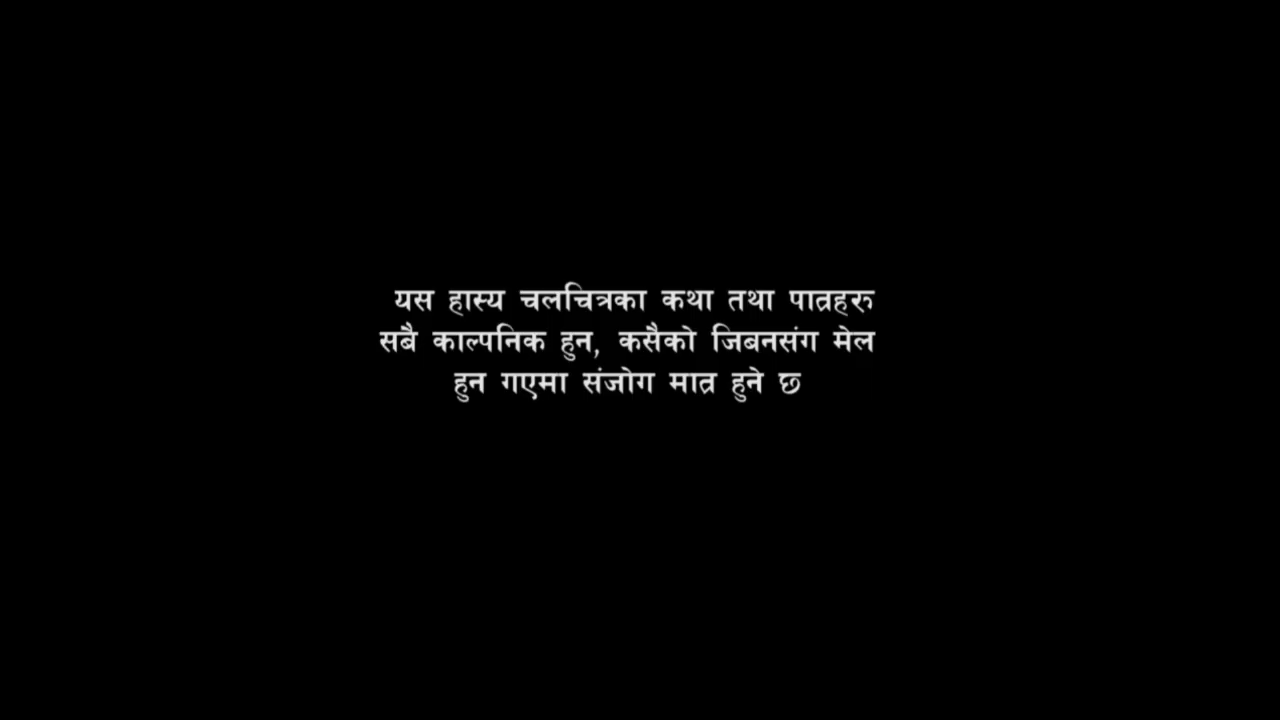 यस हास्य चलचित्रका कथा तथा पात्रहरु
सबै काल्पनिक हुन, कसैको जिबनसंग मेल
हुन गएमा संजोग मात्र हुने छ